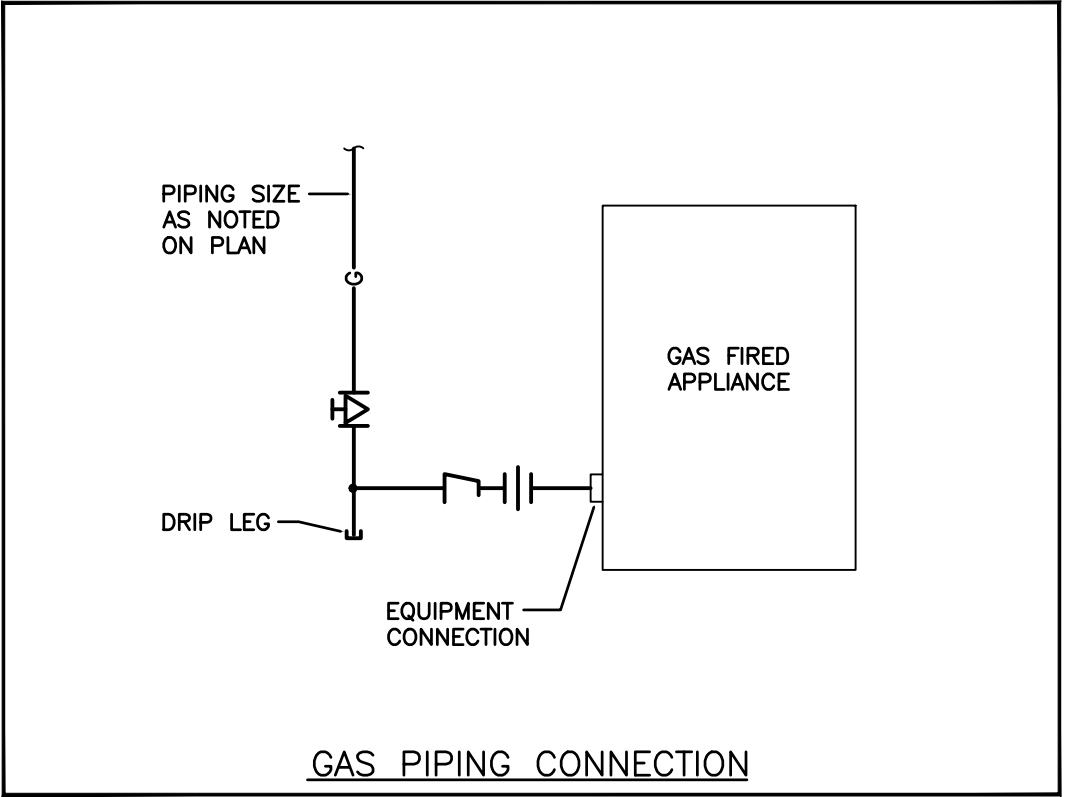 PIPING SIZE
AS NOTED
ON PLAN
G
GAS FIRED
APPLIANCE
DRIP LEG
EQUIPMENT
CONNECTION
GAS PIPING CONNECTION